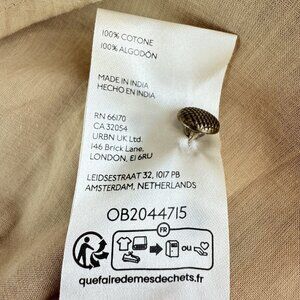 100% COTONE
100% ALGODÓN
MADE IN INDIA
HECHO EN INDIA
RN 66170
CA 32054
URBN UK Ltd.
146 Brick Lane,
LONDON, E1 6RU
LEIDSESTRAAT 32, 1017 PB
AMSTERDAM, NETHERLANDS
OB2044715
FR
OU
quefairedemesdechets.fr